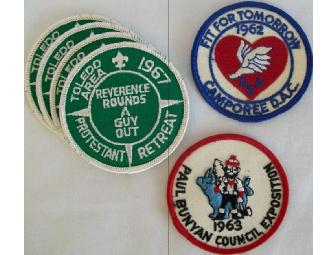 TOLEDO
TOLEDO
TOLEDO
TOLEDO AREA
1967
REVERENCE
ROUNDS
A
GUY
OUT
PROTESTANT RETREAT
FIT FOR TOMORROW
1962
CAMPOREE D.A.C.
1963
PAUL BUNYAN COUNCIL EXPOSITION